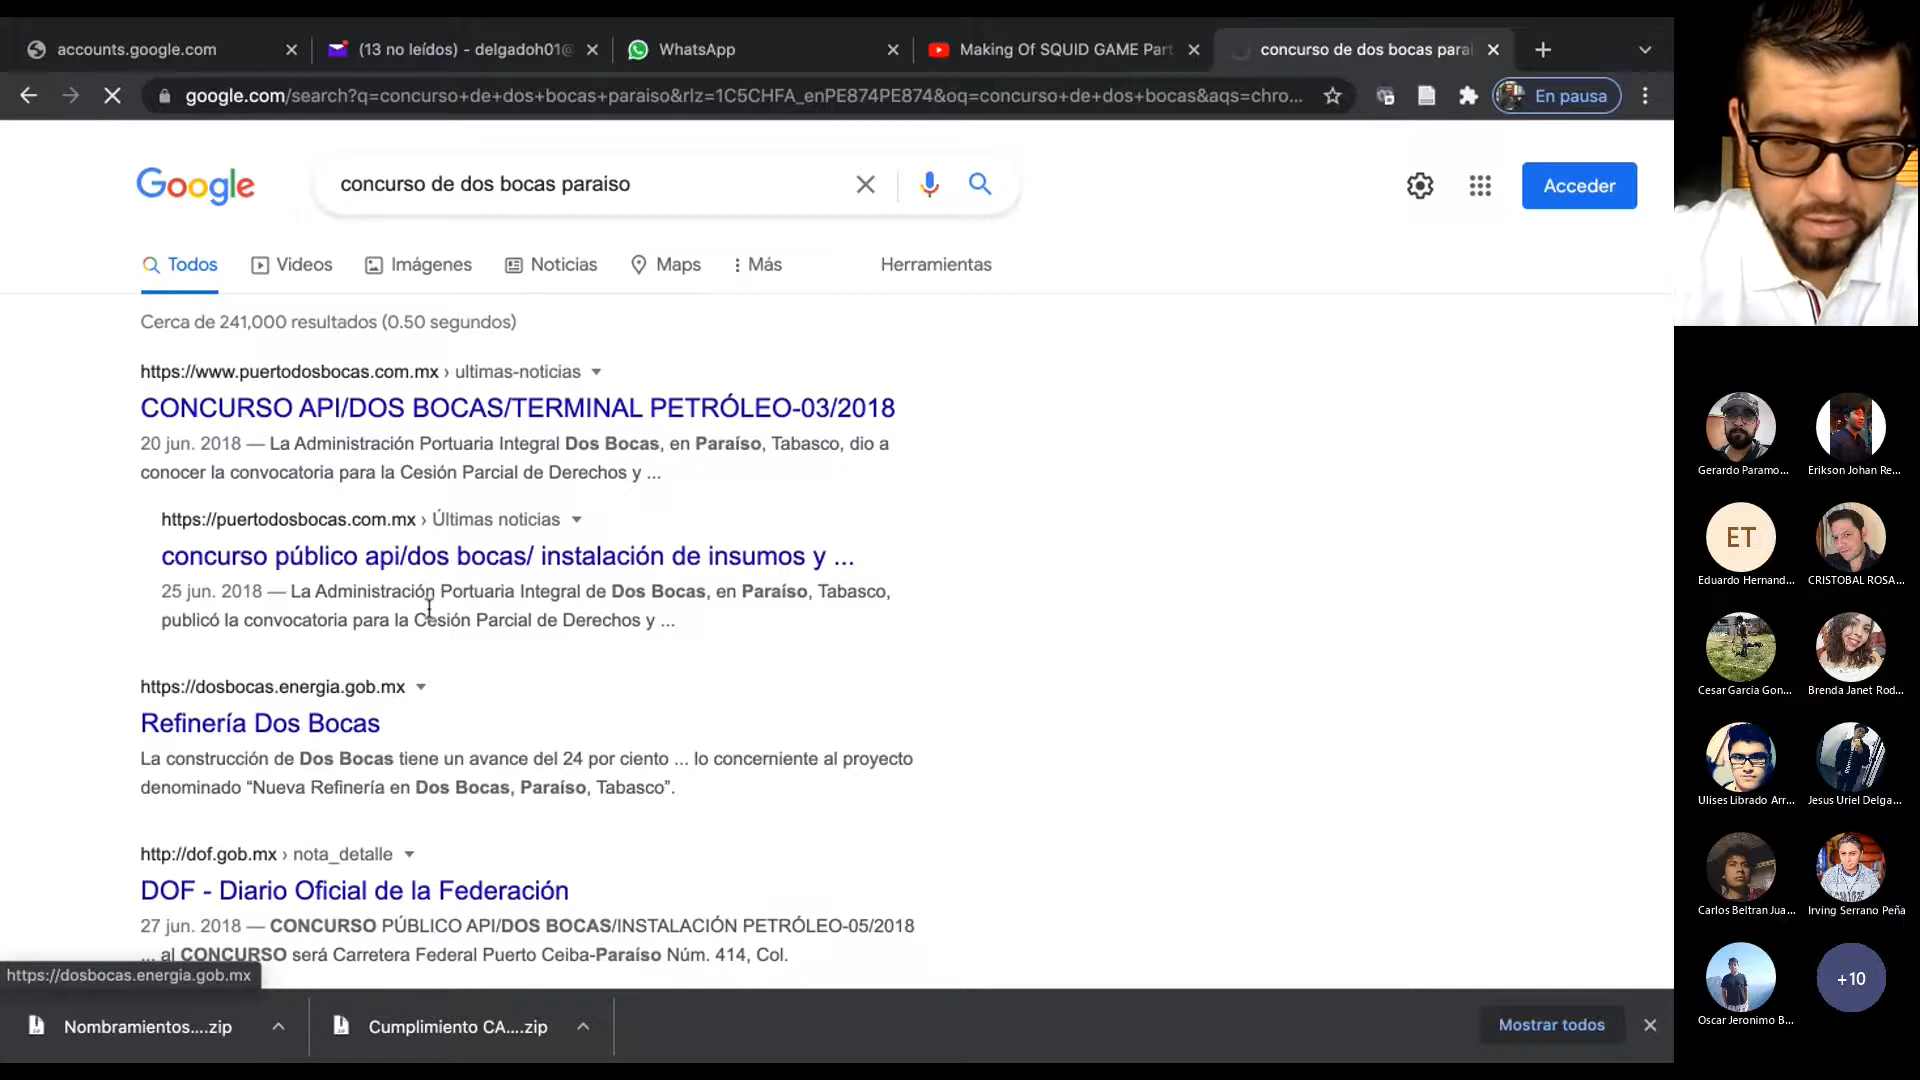 accounts.google.com
(13 no leídos) - delgadoh01@
WhatsApp
Making Of SQUID GAME Part
concurso de dos bocas parai
google.com/search?q=concurso+de+dos+bocas+paraiso&rlz=1C5CHFA_enPE874PE874&oq=concurso+de+dos+bocas&aqs=chro...
En pausa
Google
concurso de dos bocas paraiso
Acceder
Todos
Videos
Imágenes
Noticias
Maps
Más
Herramientas
Cerca de 241,000 resultados (0.50 segundos)
https://www.puertodosbocas.com.mx › ultimas-noticias
CONCURSO API/DOS BOCAS/TERMINAL PETRÓLEO-03/2018
20 jun. 2018 — La Administración Portuaria Integral Dos Bocas, en Paraíso, Tabasco, dio a
conocer la convocatoria para la Cesión Parcial de Derechos y ...
https://puertodosbocas.com.mx › Últimas noticias
concurso público api/dos bocas/ instalación de insumos y ...
25 jun. 2018 — La Administración Portuaria Integral de Dos Bocas, en Paraíso, Tabasco,
publicó la convocatoria para la Cesión Parcial de Derechos y ...
https://dosbocas.energia.gob.mx
Refinería Dos Bocas
La construcción de Dos Bocas tiene un avance del 24 por ciento ... lo concerniente al proyecto
denominado “Nueva Refinería en Dos Bocas, Paraíso, Tabasco”.
http://dof.gob.mx › nota_detalle
DOF - Diario Oficial de la Federación
27 jun. 2018 — CONCURSO PÚBLICO API/DOS BOCAS/INSTALACIÓN PETRÓLEO-05/2018
... al CONCURSO será Carretera Federal Puerto Ceiba-Paraíso Núm. 414, Col.
https://dosbocas.energia.gob.mx
Nombramientos....zip
Cumplimiento CA....zip
Mostrar todos
Gerardo Paramo...
Erikson Johan Re...
ET
Eduardo Hernand...
CRISTOBAL ROSA...
Cesar Garcia Gon...
Brenda Janet Rod...
Ulises Librado Arr...
Jesus Uriel Delga...
Carlos Beltran Jua...
Irving Serrano Peña
Oscar Jeronimo B...
+10